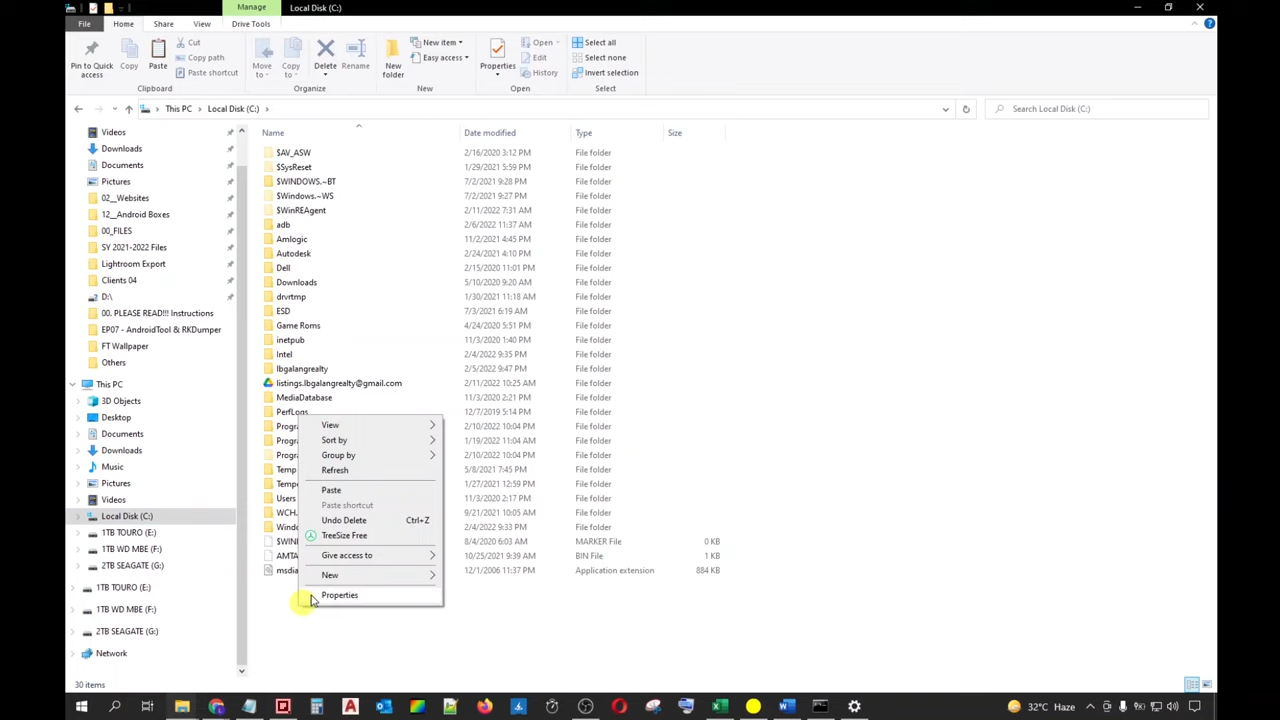 Manage
Local Disk (C:)
File
Home
Share
View
Drive Tools
Pin to Quick access
Copy
Paste
Cut
Copy path
Paste shortcut
Clipboard
Move to
Copy to
Delete
Rename
Organize
New folder
New item
Easy access
New
Properties
Open
Edit
History
Open
Select all
Select none
Invert selection
Select
This PC > Local Disk (C:) >
Search Local Disk (C:)
Videos
Downloads
Documents
Pictures
02__Websites
12__Android Boxes
00_FILES
SY 2021-2022 Files
Lightroom Export
Clients 04
D:\
00. PLEASE READ!!! Instructions
EP07 - AndroidTool & RKDumper
FT Wallpaper
Others
This PC
3D Objects
Desktop
Documents
Downloads
Music
Pictures
Videos
Local Disk (C:)
1TB TOURO (E:)
1TB WD MBE (F:)
2TB SEAGATE (G:)
1TB TOURO (E:)
1TB WD MBE (F:)
2TB SEAGATE (G:)
Network
Name Date modified Type Size
$AV_ASW 2/16/2020 3:12 PM File folder
$SysReset 1/29/2021 5:59 PM File folder
$WINDOWS.~BT 7/2/2021 9:28 PM File folder
$Windows.~WS 7/2/2021 9:27 PM File folder
$WinREAgent 2/11/2022 7:31 AM File folder
adb 2/6/2022 11:37 AM File folder
Amlogic 11/2/2021 4:45 PM File folder
Autodesk 2/24/2021 4:10 PM File folder
Dell 2/15/2020 11:01 PM File folder
Downloads 5/10/2020 9:20 AM File folder
drvrtmp 1/30/2021 11:18 AM File folder
ESD 7/3/2021 6:19 AM File folder
Game Roms 4/24/2020 5:51 PM File folder
inetpub 11/3/2020 1:40 PM File folder
Intel 2/4/2022 9:35 PM File folder
lbgalangrealty 2/5/2022 9:47 PM File folder
listings.lbgalangrealty@gmail.com 2/11/2022 10:25 AM File folder
MediaDatabase 11/3/2020 2:21 PM File folder
PerfLogs 12/7/2019 5:14 PM File folder
Progr 2/10/2022 10:04 PM File folder
Progr 1/19/2022 11:04 AM File folder
Progr 2/10/2022 10:04 PM File folder
Temp 5/8/2021 7:45 PM File folder
Temp 1/27/2021 12:59 PM File folder
Users 11/3/2020 2:17 PM File folder
WCH. 9/21/2021 10:05 AM File folder
Windo 2/4/2022 9:33 PM File folder
$WIN 8/4/2020 6:03 AM MARKER File 0 KB
AMTA 10/25/2021 9:39 AM BIN File 1 KB
msdia 12/1/2006 11:37 PM Application extension 884 KB
View
Sort by
Group by
Refresh
Paste
Paste shortcut
Undo Delete Ctrl+Z
TreeSize Free
Give access to
New
Properties
30 items
32°C Haze